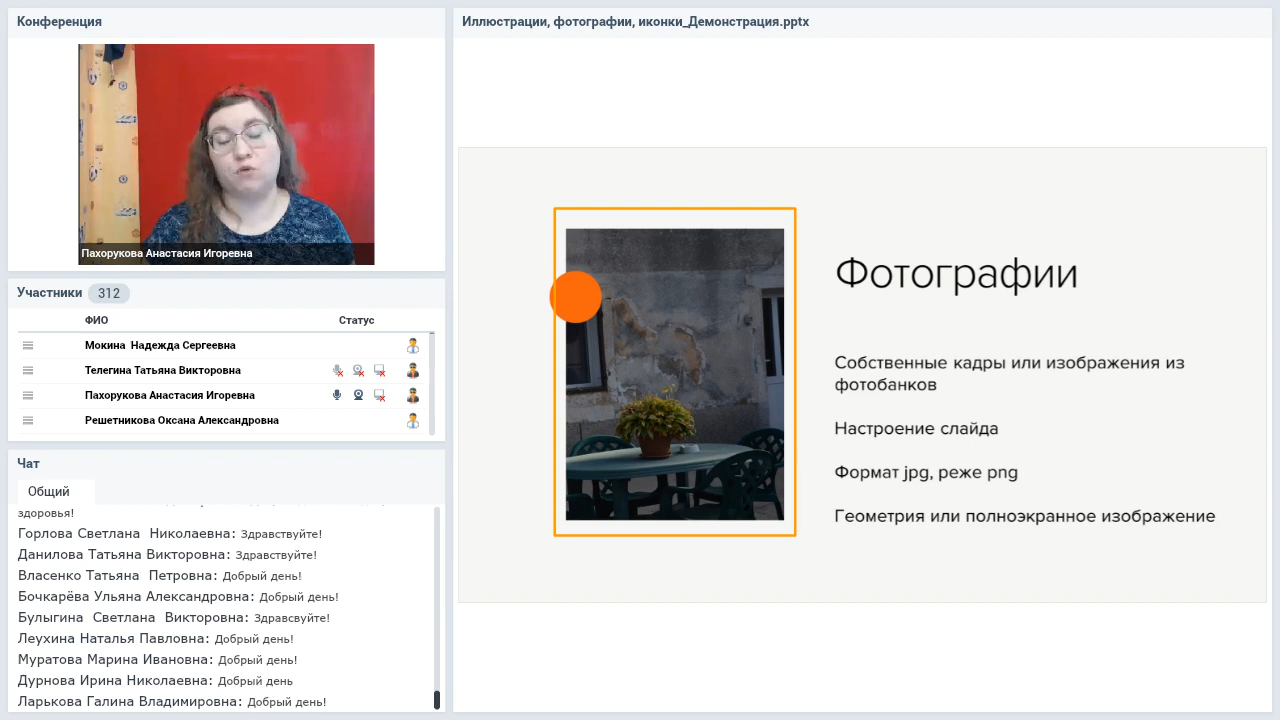 Конференция
Пахорукова Анастасия Игоревна
Участники 312
ФИО Статус
Мокина Надежда Сергеевна
Телегина Татьяна Викторовна
Пахорукова Анастасия Игоревна
Решетникова Оксана Александровна
Чат
Общий
здоровья!
Горлова Светлана Николаевна: Здравствуйте!
Данилова Татьяна Викторовна: Здравствуйте!
Власенко Татьяна Петровна: Добрый день!
Бочкарёва Ульяна Александровна: Добрый день!
Булыгина Светлана Викторовна: Здравсвуйте!
Леухина Наталья Павловна: Добрый день!
Муратова Марина Ивановна: Добрый день!
Дурнова Ирина Николаевна: Добрый день
Ларькова Галина Владимировна: Добрый день!
Иллюстрации, фотографии, иконки_Демонстрация.pptx
Фотографии
Собственные кадры или изображения из
фотобанков
Настроение слайда
Формат jpg, реже png
Геометрия или полноэкранное изображение